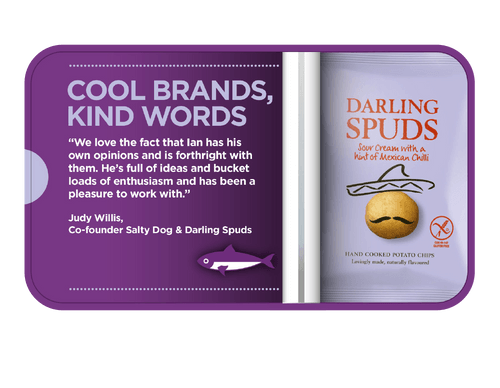 COOL BRANDS,
KIND WORDS
“We love the fact that Ian has his
own opinions and is forthright with
them. He’s full of ideas and bucket
loads of enthusiasm and has been a
pleasure to work with.”
Judy Willis,
Co-founder Salty Dog & Darling Spuds
DARLING
SPUDS
Sour Cream with a
hint of Mexican Chilli
HAND COOKED POTATO CHIPS
Lovingly made, naturally flavoured